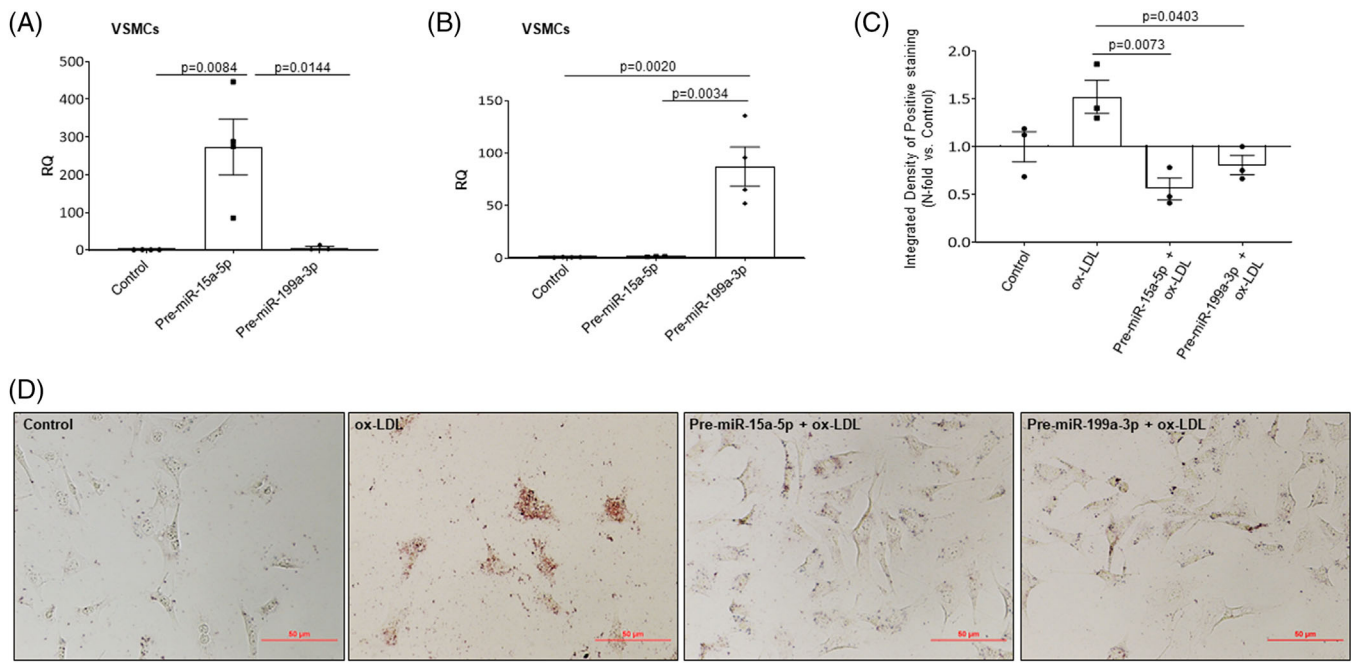 (A)
VSMCs
p=0.0084
p=0.0144
RQ
500
400
300
200
100
0
Control
Pre-miR-15a-5p
Pre-miR-199a-3p
(B)
VSMCs
p=0.0020
p=0.0034
RQ
150
100
50
0
Control
Pre-miR-15a-5p
Pre-miR-199a-3p
(C)
p=0.0403
p=0.0073
Integrated Density of Positive staining
(N-fold vs. Control)
2.0
1.5
1.0
0.5
0.0
Control
ox-LDL
Pre-miR-15a-5p +
ox-LDL
Pre-miR-199a-3p +
ox-LDL
(D)
Control
50 µm
ox-LDL
50 µm
Pre-miR-15a-5p + ox-LDL
50 µm
Pre-miR-199a-3p + ox-LDL
50 µm